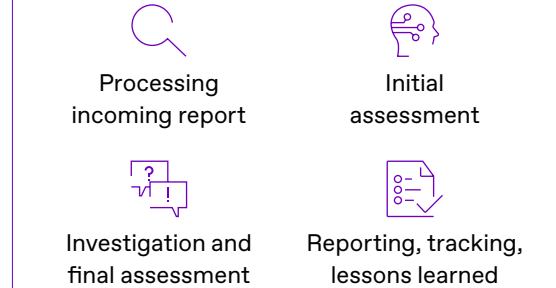 Processing
incoming report
Initial
assessment
?
!
Investigation and
final assessment
Reporting, tracking,
lessons learned